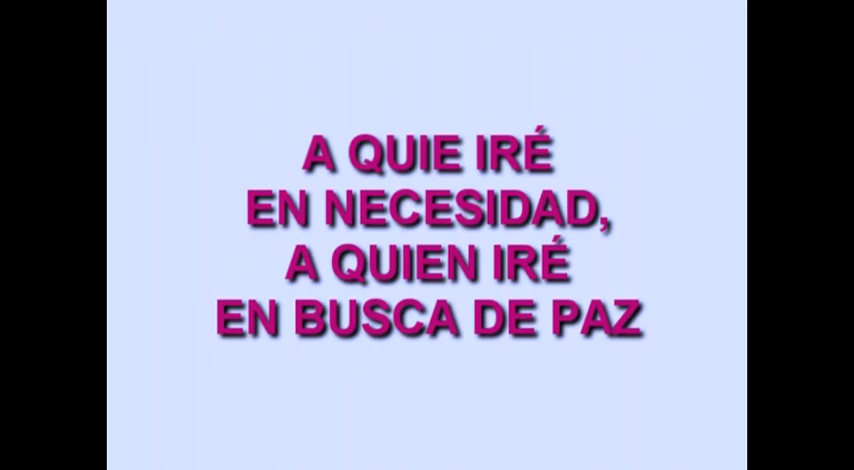 A QUIE IRÉ
EN NECESIDAD,
A QUIEN IRÉ
EN BUSCA DE PAZ